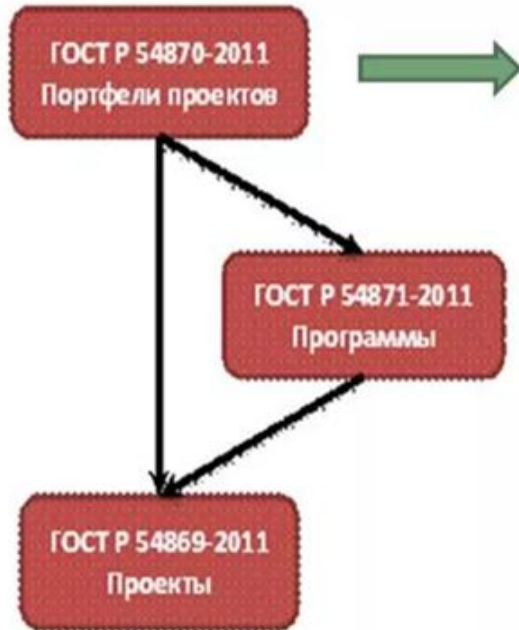 ГОСТ Р 54870-2011
Портфели проектов
ГОСТ Р 54871-2011
Программы
ГОСТ Р 54869-2011
Проекты